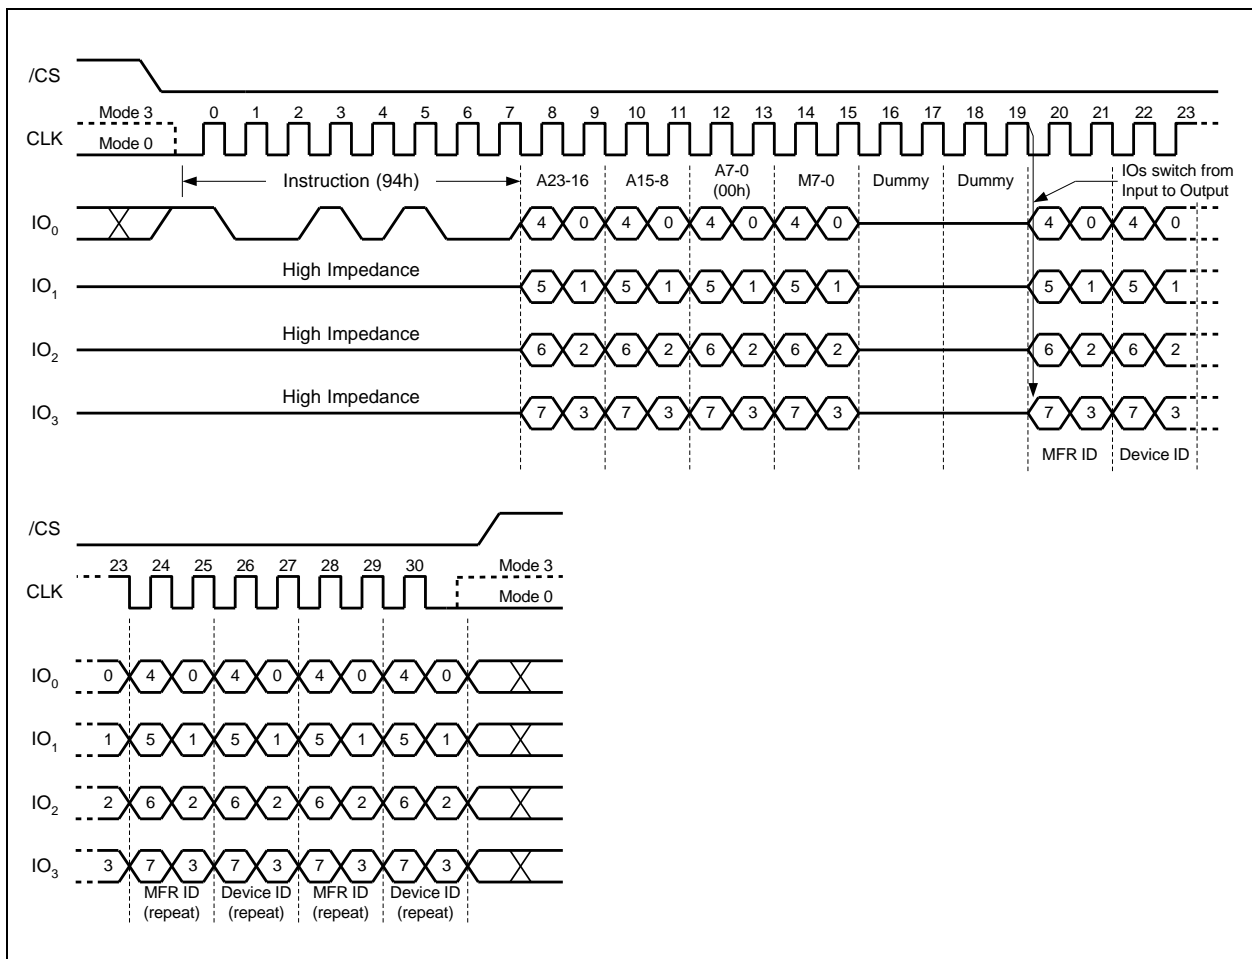 /CS
Mode 3 0 1 2 3 4 5 6 7 8 9 10 11 12 13 14 15 16 17 18 19 20 21 22 23
CLK Mode 0
Instruction (94h) A23-16 A15-8 A7-0 (00h) M7-0 Dummy Dummy IOs switch from Input to Output
IO0 4 0 4 0 4 0 4 0 4 0 4 0
High Impedance
IO1 5 1 5 1 5 1 5 1 5 1 5 1
High Impedance
IO2 6 2 6 2 6 2 6 2 6 2 6 2
High Impedance
IO3 7 3 7 3 7 3 7 3 7 3 7 3
MFR ID Device ID
/CS
23 24 25 26 27 28 29 30 Mode 3
CLK Mode 0
IO0 0 4 0 4 0 4 0 4 0
IO1 1 5 1 5 1 5 1 5 1
IO2 2 6 2 6 2 6 2 6 2
IO3 3 7 3 7 3 7 3 7 3
MFR ID Device ID MFR ID Device ID
(repeat) (repeat) (repeat) (repeat)